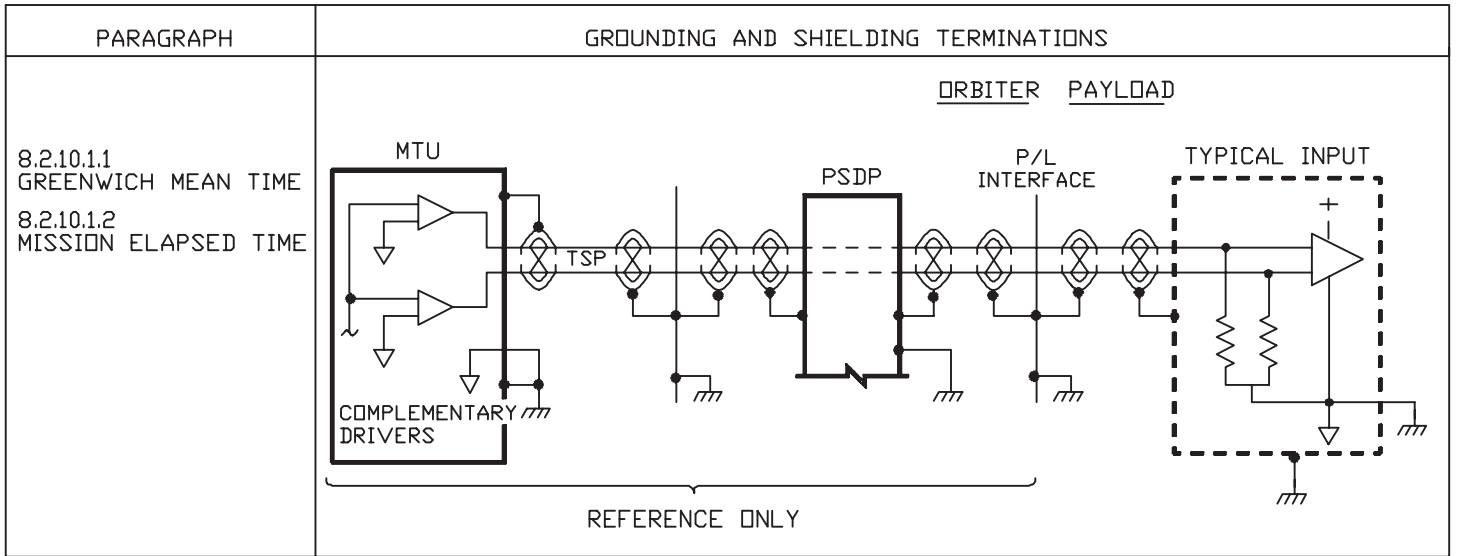 PARAGRAPH
GROUNDING AND SHIELDING TERMINATIONS
ORBITER PAYLOAD
8.2.10.1.1
GREENWICH MEAN TIME
8.2.10.1.2
MISSION ELAPSED TIME
MTU
TSP
COMPLEMENTARY
DRIVERS
PSDP
P/L
INTERFACE
TYPICAL INPUT
+
REFERENCE ONLY